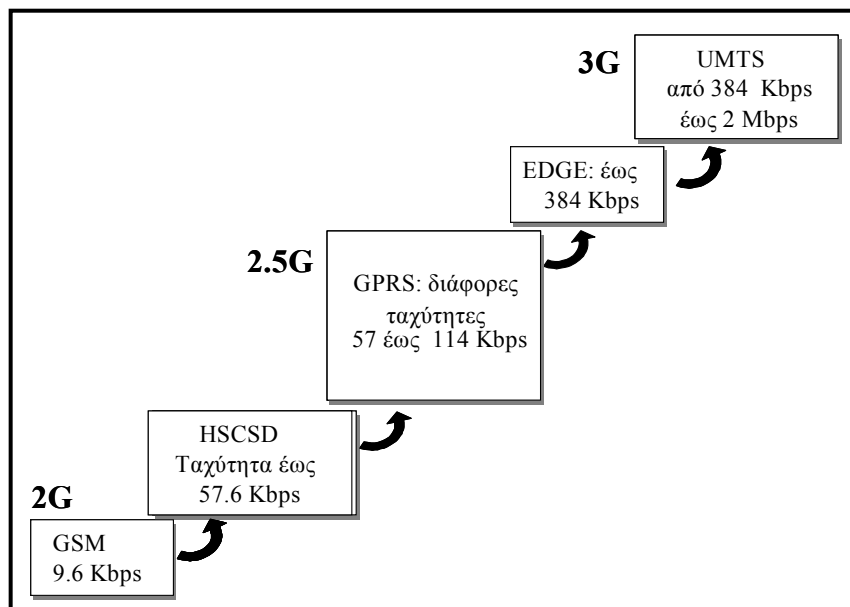 3G
UMTS
από 384 Kbps
έως 2 Mbps
EDGE: έως
384 Kbps
2.5G
GPRS: διάφορες
ταχύτητες
57 έως 114 Kbps
HSCSD
Ταχύτητα έως
57.6 Kbps
2G
GSM
9.6 Kbps